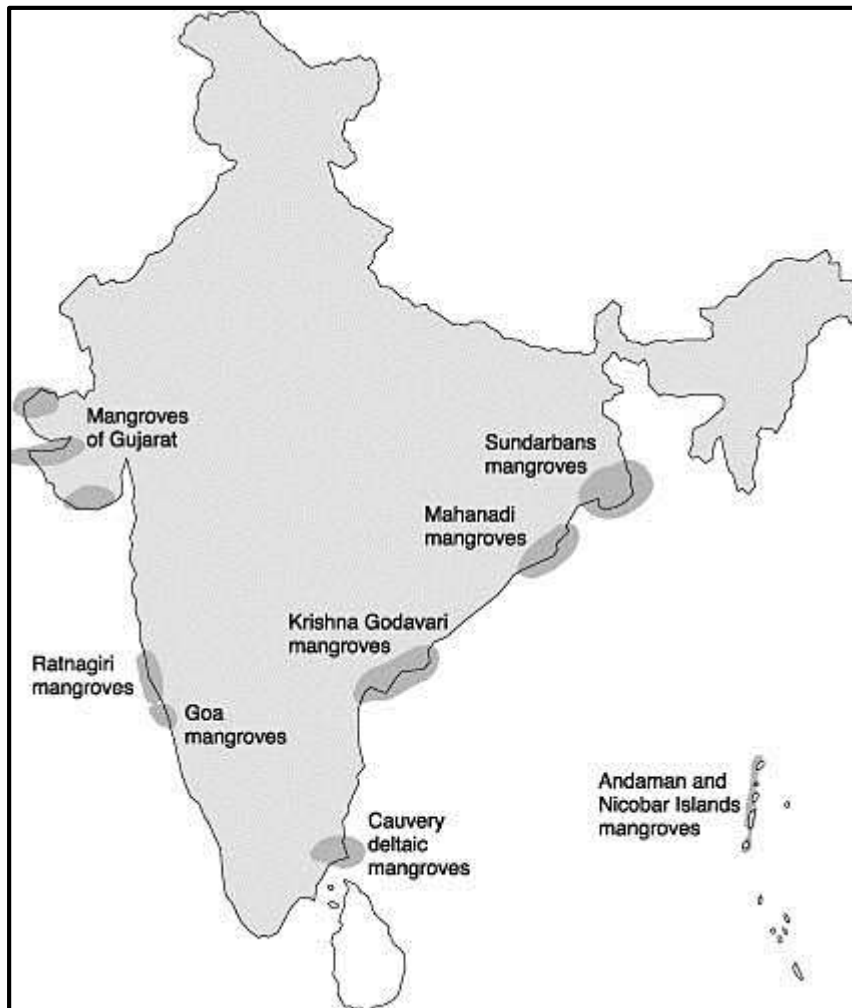 Mangroves
of Gujarat
Sundarbans
mangroves
Mahanadi
mangroves
Krishna Godavari
mangroves
Ratnagiri
mangroves
Goa
mangroves
Andaman and
Nicobar Islands
mangroves
Cauvery
deltaic
mangroves